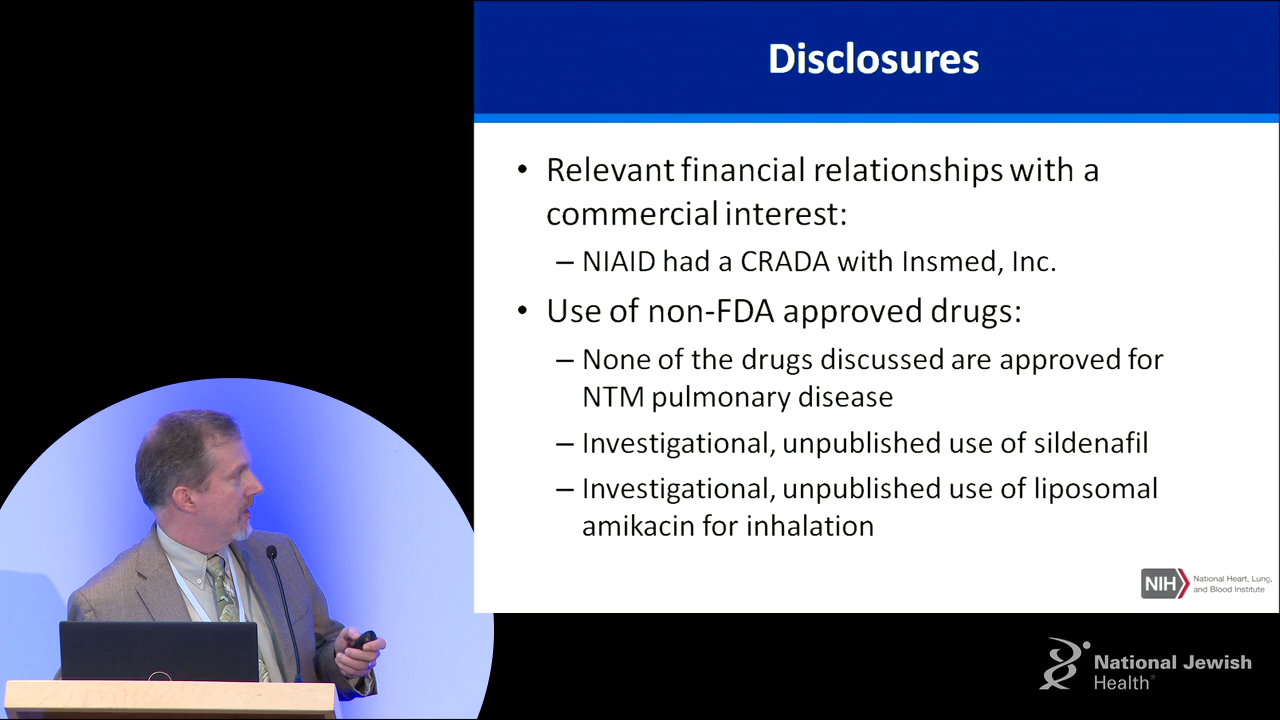 Disclosures
• Relevant financial relationships with a
commercial interest:
– NIAID had a CRADA with Insmed, Inc.
• Use of non-FDA approved drugs:
– None of the drugs discussed are approved for
NTM pulmonary disease
– Investigational, unpublished use of sildenafil
– Investigational, unpublished use of liposomal
amikacin for inhalation
NIH National Heart, Lung,
and Blood Institute
National Jewish
Health®